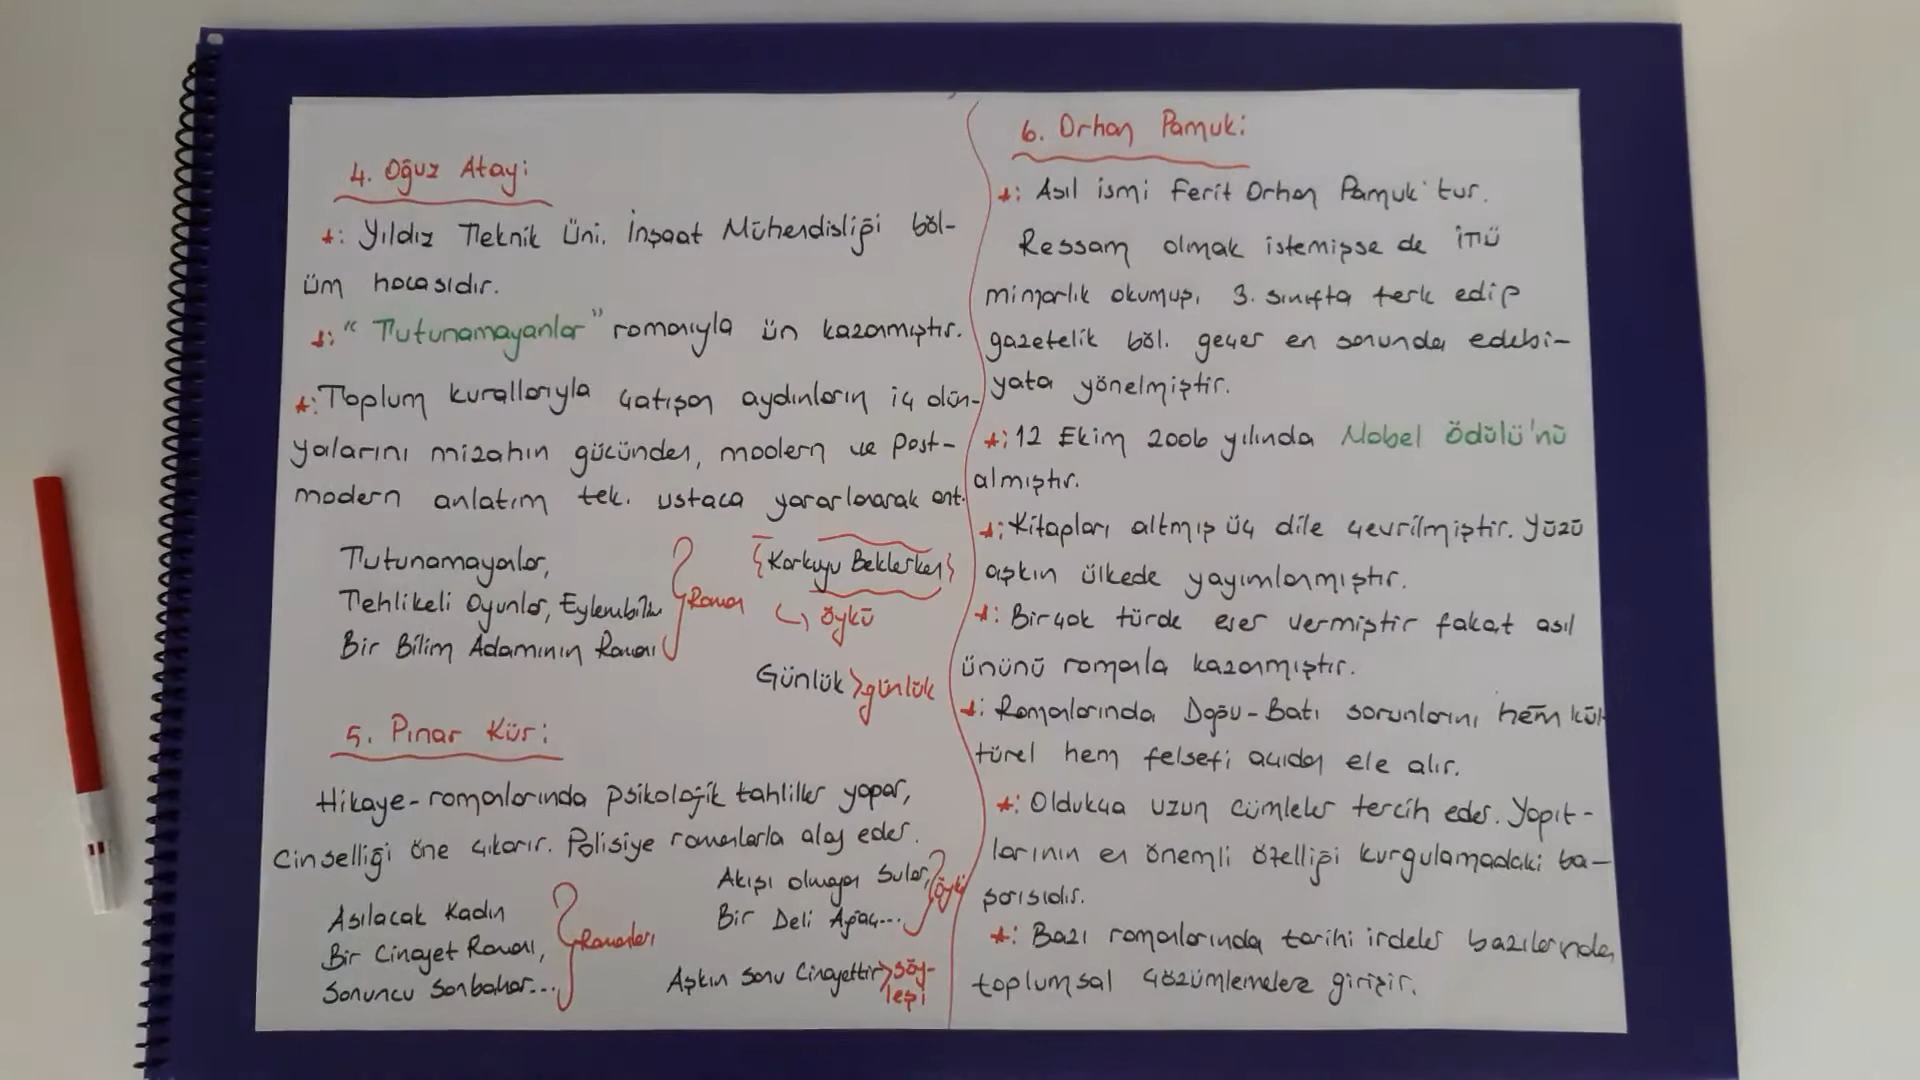 4. Oğuz Atay:
*: Yıldız Teknik Üni. İnşaat Mühendisliği böl-
üm hocasıdır.
*: "Tutunamayanlar" romanıyla ün kazanmıştır.
*: Toplum kurallarıyla çatışan aydınların iç dün-
yalarını mizahın gücünden, modern ve post-
modern anlatım tek. ustaca yararlanarak ant.
Tutunamayanlar,
Tehlikeli Oyunlar, Eylembilim
Bir Bilim Adamının Romanı
Roman
{Korkuyu Beklerken}
öykü
Günlük > günlük
5. Pınar Kür:
Hikaye-romanlarında psikolojik tahliller yapar,
cinselliği öne çıkarır. Polisiye romanlarla alay eder.
Asılacak Kadın
Bir Cinayet Romanı,
Sonuncu Sonbahar...
Romanları
Akışı olmayan Sular,
Bir Deli Ağaç...
öykü
Aşkın Sonu Cinayettir > söy-
leşi
6. Orhan Pamuk:
*: Asıl ismi Ferit Orhan Pamuk'tur.
Ressam olmak istemişse de İTÜ
mimarlık okumuş, 3. sınıfta terk edip
gazetelik böl. geçer en sonunda edebi-
yata yönelmiştir.
*: 12 Ekim 2006 yılında Nobel Ödülü'nü
almıştır.
*: Kitapları altmış üç dile çevrilmiştir. Yüzü
aşkın ülkede yayımlanmıştır.
*: Birçok türde eser vermiştir fakat asıl
ününü romanla kazanmıştır.
*: Romanlarında Doğu-Batı sorunlarını hem kül-
türel hem felsefi açıdan ele alır.
*: Oldukça uzun cümleler tercih eder. Yapıt-
larının en önemli özelliği kurgulamadaki ba-
şarısıdır.
*: Bazı romanlarında tarihi irdeler bazılarında
toplumsal çözümlemelere girişir.